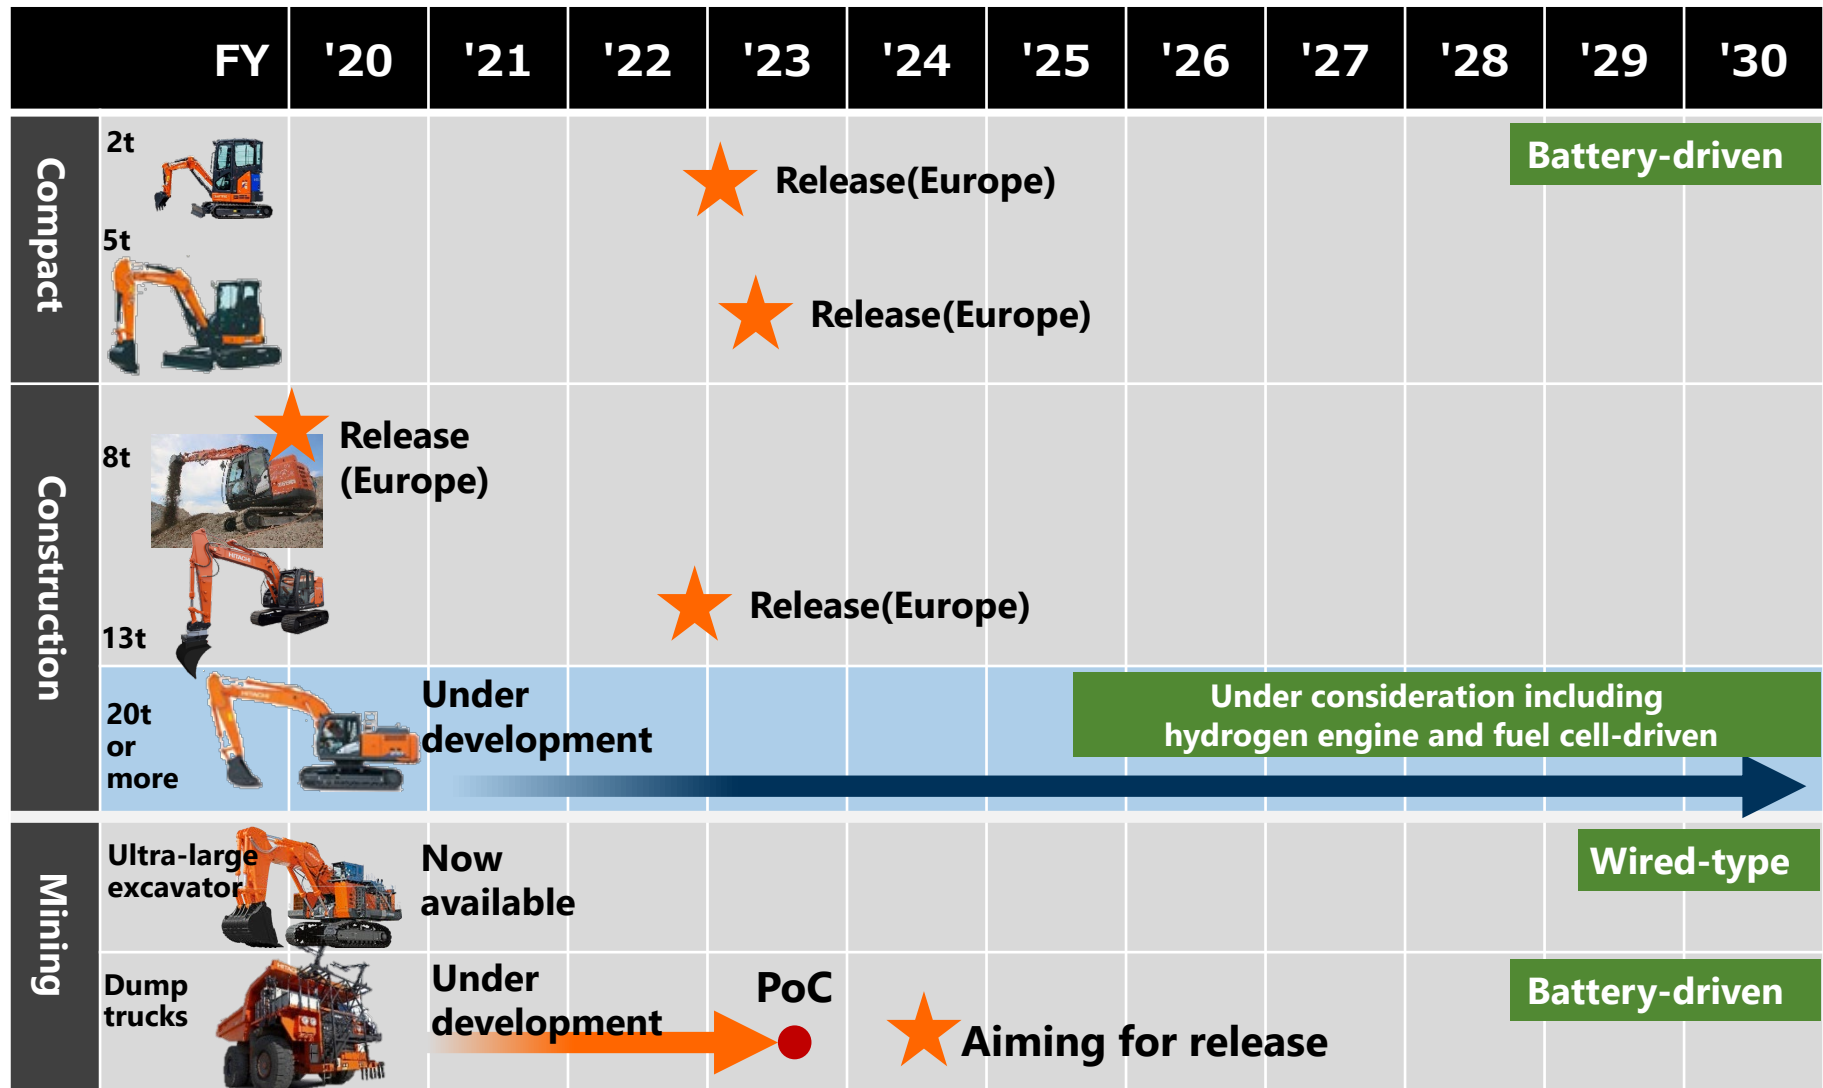 FY '20 '21 '22 '23 '24 '25 '26 '27 '28 '29 '30
Compact
2t
Release(Europe)
Battery-driven
5t
Release(Europe)
Construction
8t
Release
(Europe)
HITACHI
13t
Release(Europe)
20t
or
more
HITACHI
Under
development
Under consideration including
hydrogen engine and fuel cell-driven
Mining
Ultra-large
excavator
Now
available
Wired-type
Dump
trucks
Under
development
PoC
Aiming for release
Battery-driven